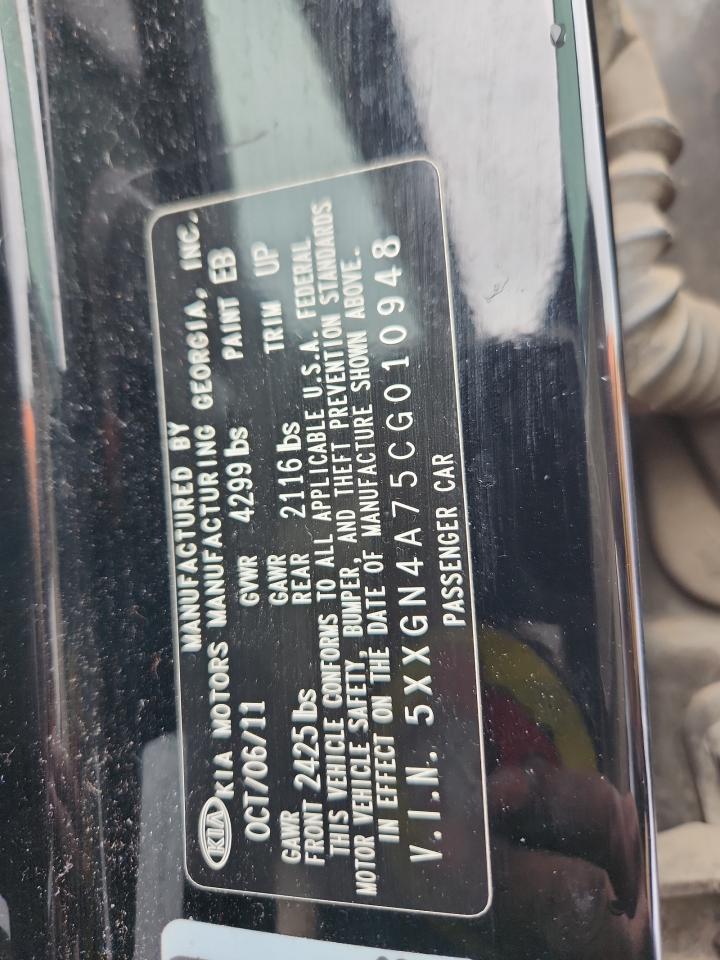 MANUFACTURED BY
KIA KIA MOTORS MANUFACTURING GEORGIA, INC.
OCT/06/11 GVWR 4299 lbs PAINT EB
GAWR FRONT 2425 lbs GAWR REAR 2116 lbs TRIM UP
THIS VEHICLE CONFORMS TO ALL APPLICABLE U.S.A. FEDERAL
MOTOR VEHICLE SAFETY, BUMPER, AND THEFT PREVENTION STANDARDS
IN EFFECT ON THE DATE OF MANUFACTURE SHOWN ABOVE.
V.I.N. 5XXGN4A75CG010948
PASSENGER CAR